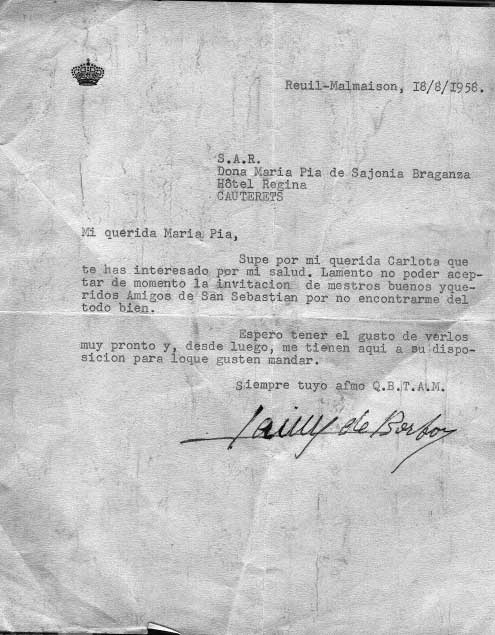 Reuil-Malmaison, 18/8/1958.
S.A.R.
Dona Maria Pia de Sajonia Braganza
Hôtel Regina
CAUTERETS
Mi querida Maria Pia,
Supe por mi querida Carlota que
te has interesado por mi salud. Lamento no poder acep-
tar de momento la invitacion de mestros buenos yque-
ridos Amigos de San Sebastian por no encontrarme del
todo bien.
Espero tener el gusto de verlos
muy pronto y, desde luego, me tienen aqui a su dispo-
sicion para loque gusten mandar.
Siempre tuyo afmo Q.B.T.A.M.
Jaime de Borbon